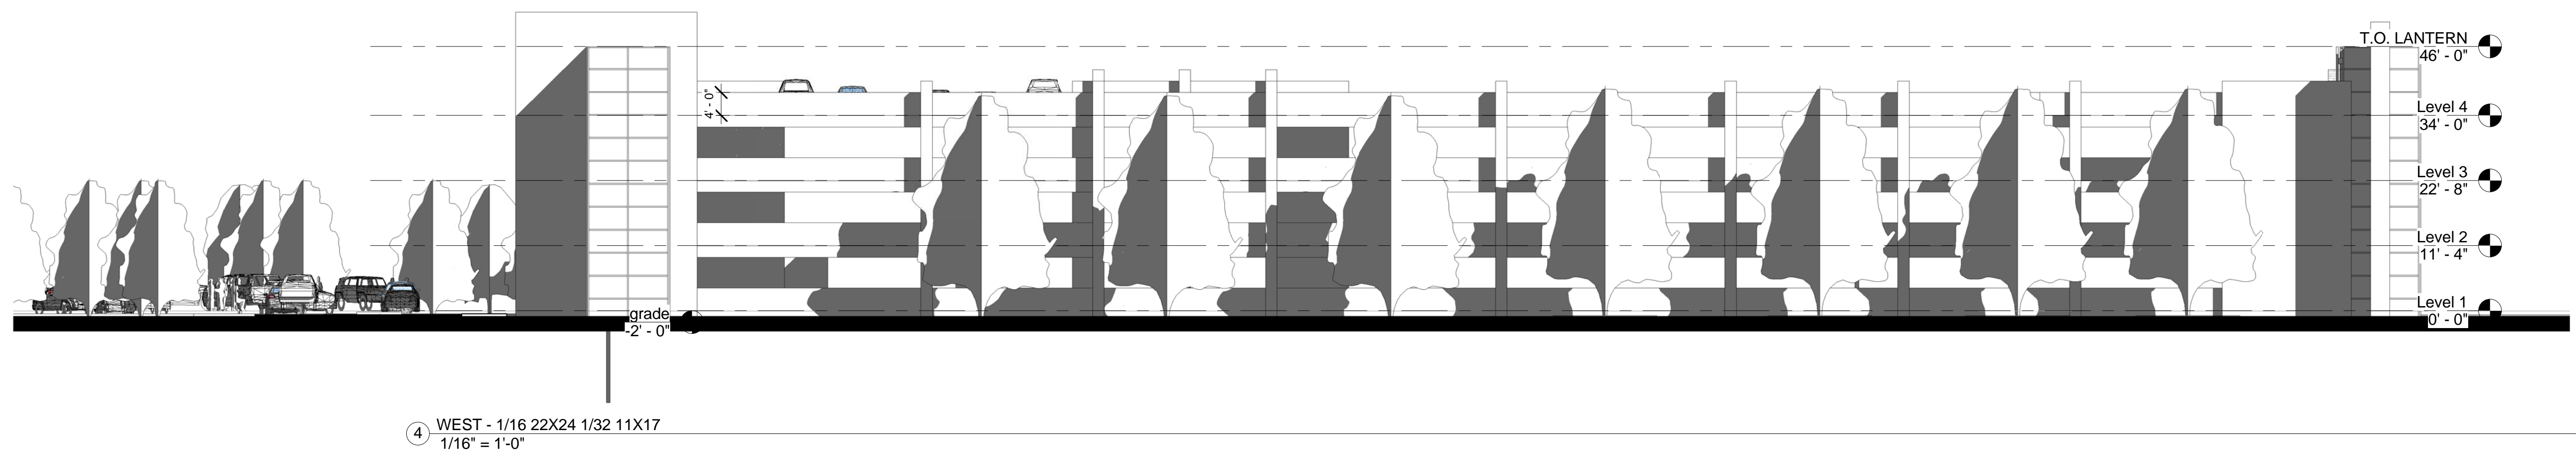 T.O. LANTERN
46' - 0"
4' - 0"
Level 4
34' - 0"
Level 3
22' - 8"
Level 2
11' - 4"
Level 1
0' - 0"
grade
-2' - 0"
4
WEST - 1/16 22X24 1/32 11X17
1/16" = 1'-0"